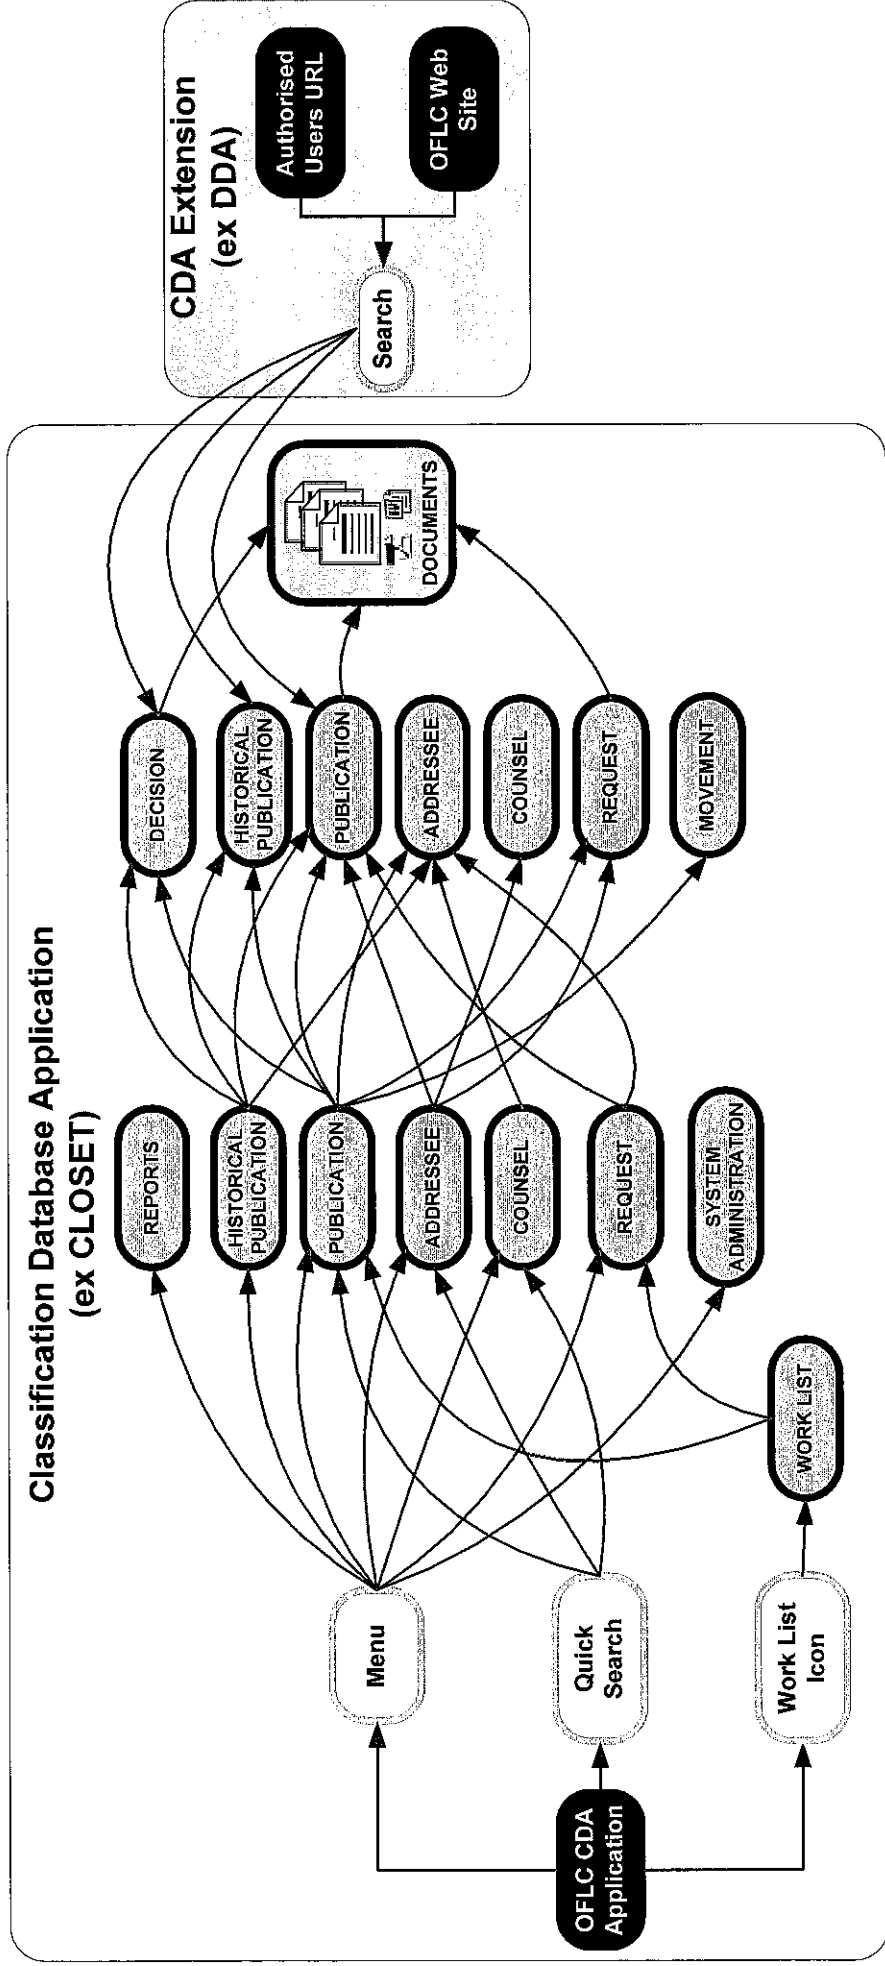 Classification Database Application
(ex CLOSET)
OFLC CDA
Application
Menu
Quick
Search
Work List
Icon
WORK LIST
REPORTS
HISTORICAL
PUBLICATION
PUBLICATION
ADDRESSEE
COUNSEL
REQUEST
SYSTEM
ADMINISTRATION
DECISION
HISTORICAL
PUBLICATION
PUBLICATION
ADDRESSEE
COUNSEL
REQUEST
MOVEMENT
DOCUMENTS
CDA Extension
(ex DDA)
Search
Authorised
Users URL
OFLC Web
Site